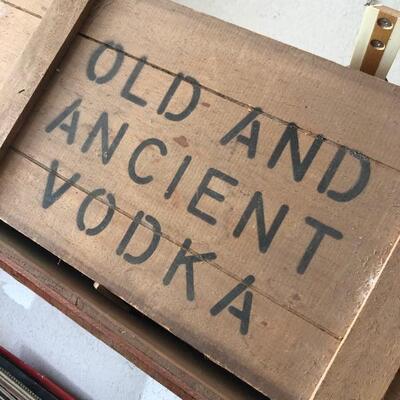 OLD AND
ANCIENT
VODKA